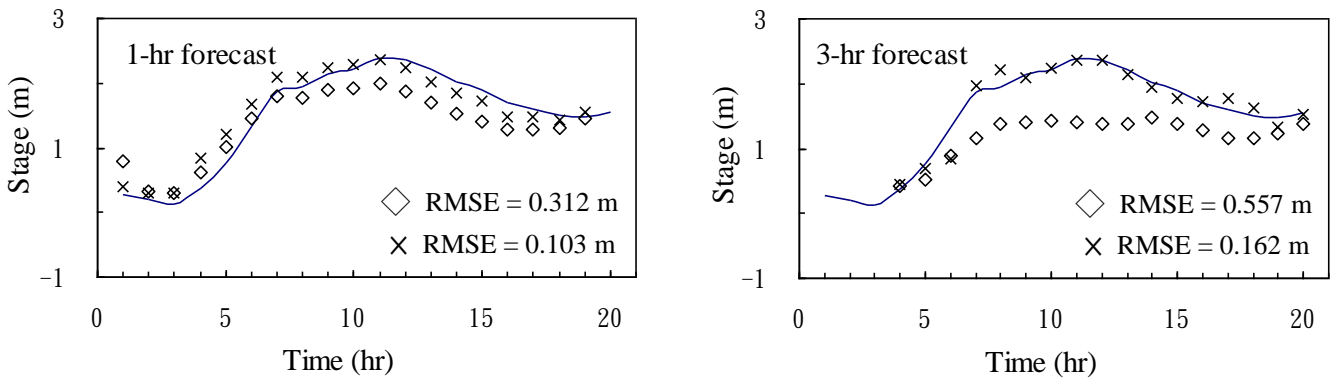 3
1-hr forecast
1
−1
Stage (m)
◇ RMSE = 0.312 m
× RMSE = 0.103 m
0 5 10 15 20
Time (hr)
3
3-hr forecast
1
−1
Stage (m)
◇ RMSE = 0.557 m
× RMSE = 0.162 m
0 5 10 15 20
Time (hr)